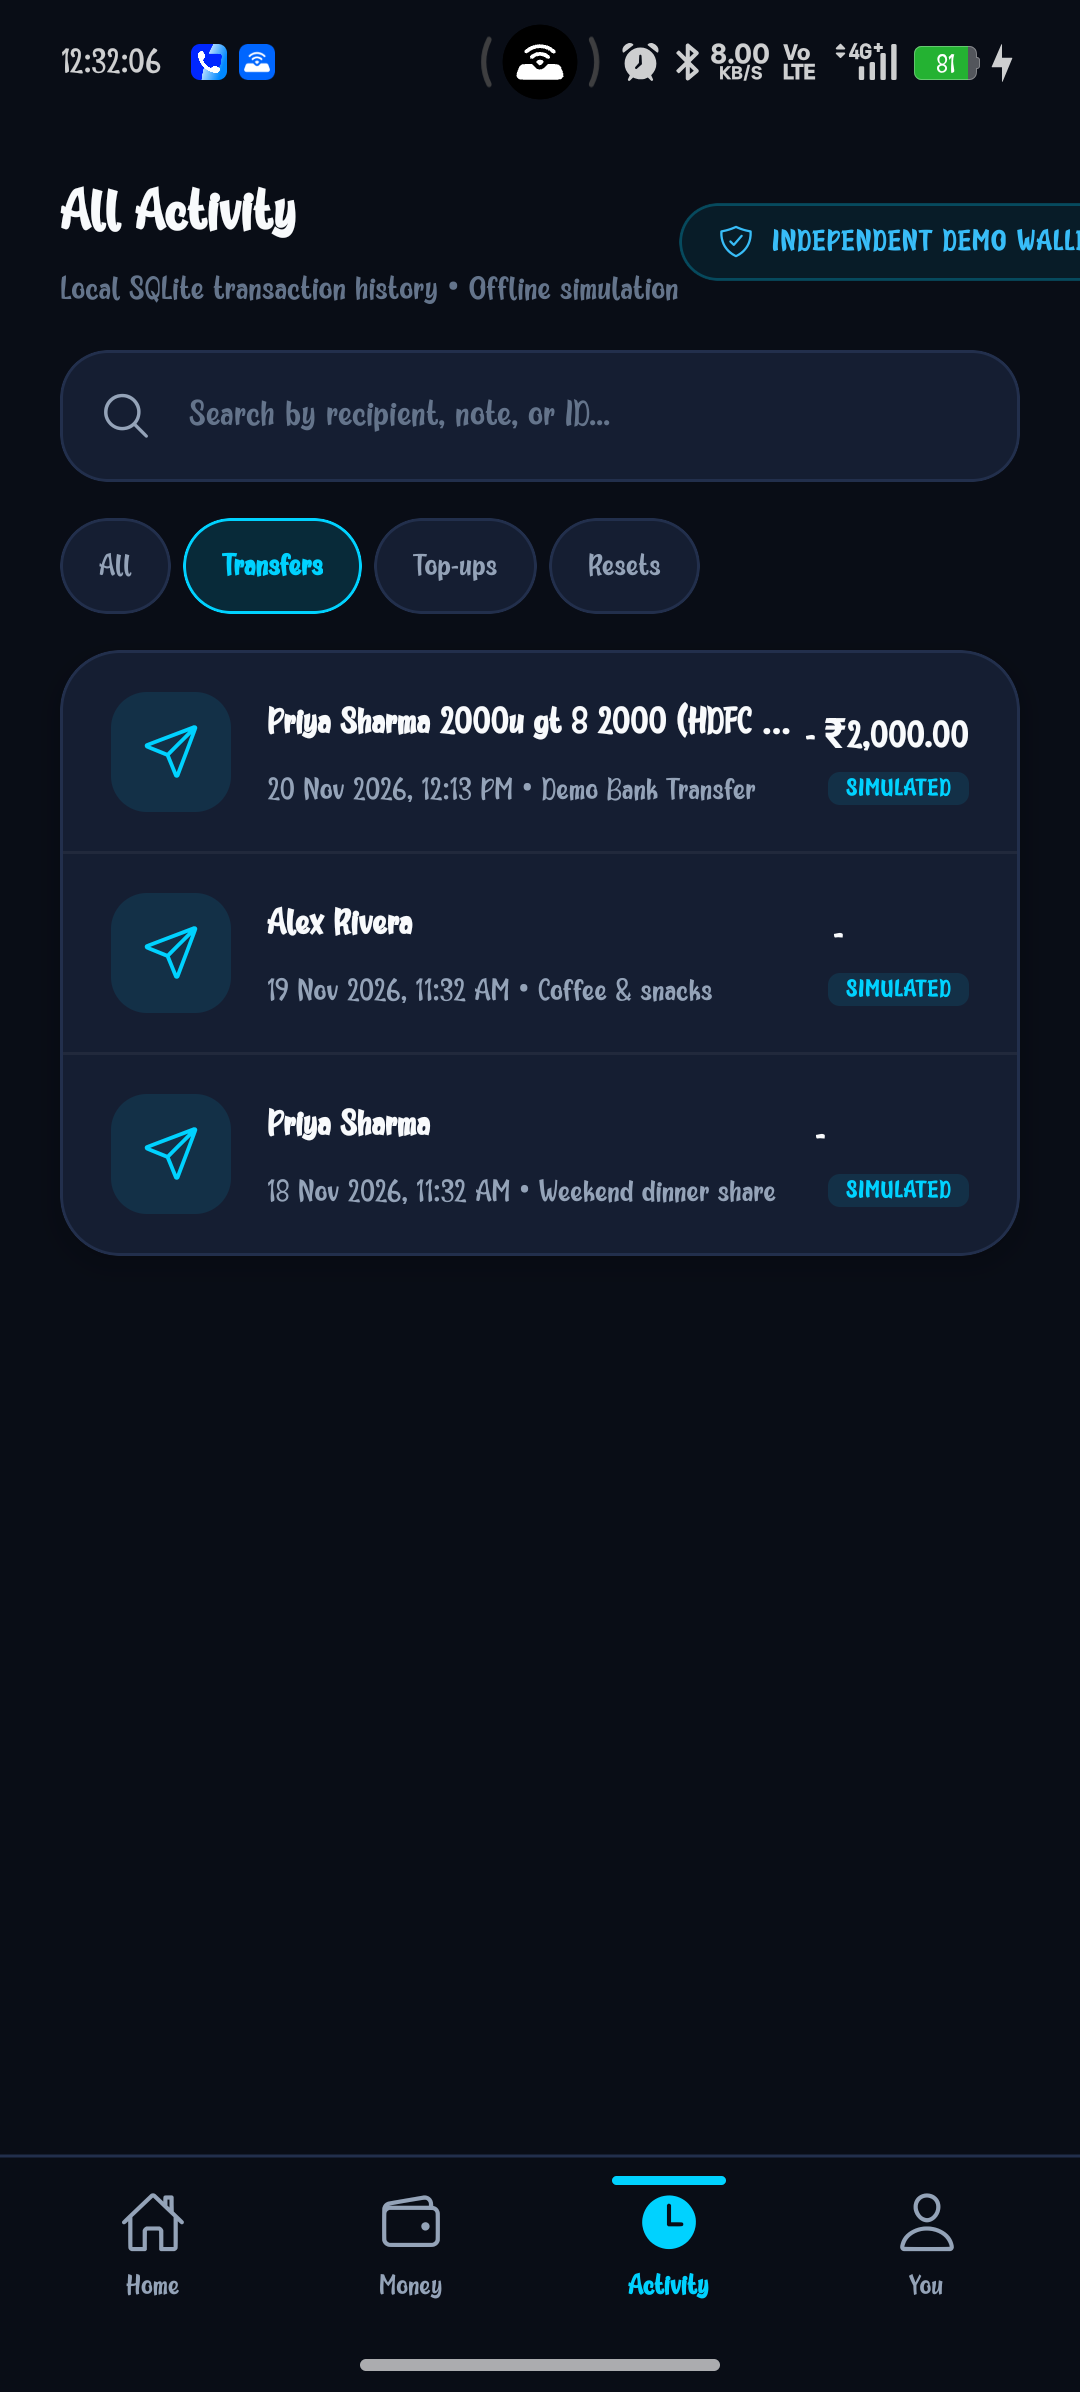 12:32:06
8.00 KB/S
Vo LTE
4G+
81
All Activity
INDEPENDENT DEMO WALL
Local SQLite transaction history • Offline simulation
Search by recipient, note, or ID...
All
Transfers
Top-ups
Resets
Priya Sharma 2000u gt 8 2000 (HDFC ...
- ₹2,000.00
20 Nov 2026, 12:13 PM • Demo Bank Transfer
SIMULATED
Alex Rivera
-
19 Nov 2026, 11:32 AM • Coffee & snacks
SIMULATED
Priya Sharma
-
18 Nov 2026, 11:32 AM • Weekend dinner share
SIMULATED
Home
Money
Activity
You